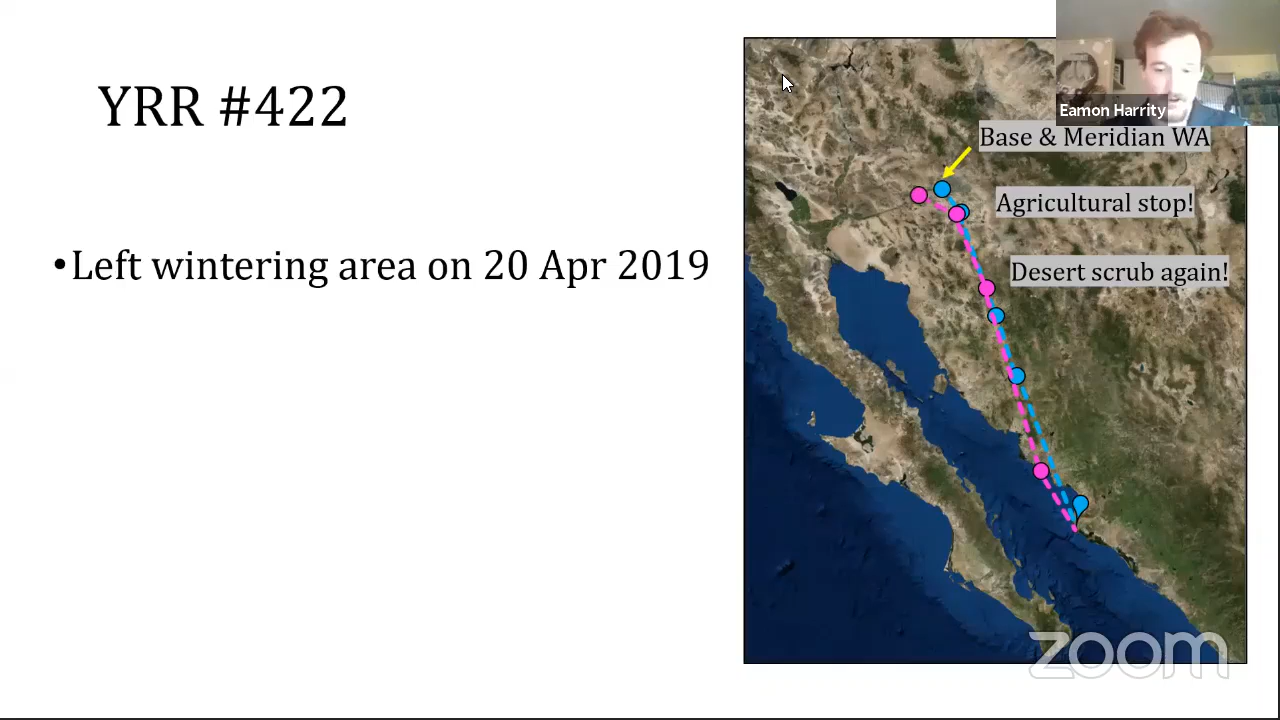 YRR #422
•Left wintering area on 20 Apr 2019
Eamon Harrity
Base & Meridian WA
Agricultural stop!
Desert scrub again!
zoom